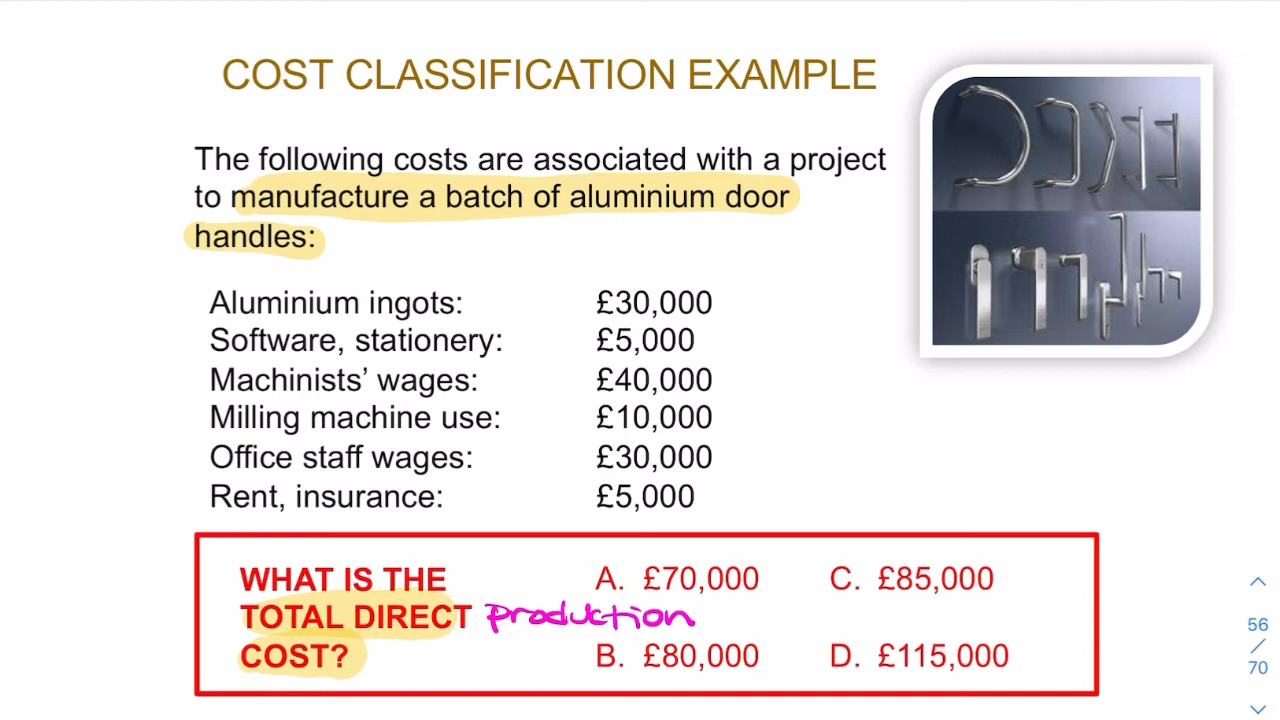 COST CLASSIFICATION EXAMPLE
The following costs are associated with a project
to manufacture a batch of aluminium door
handles:
Aluminium ingots: £30,000
Software, stationery: £5,000
Machinists’ wages: £40,000
Milling machine use: £10,000
Office staff wages: £30,000
Rent, insurance: £5,000
WHAT IS THE A. £70,000 C. £85,000
TOTAL DIRECT production
COST? B. £80,000 D. £115,000
56
/
70